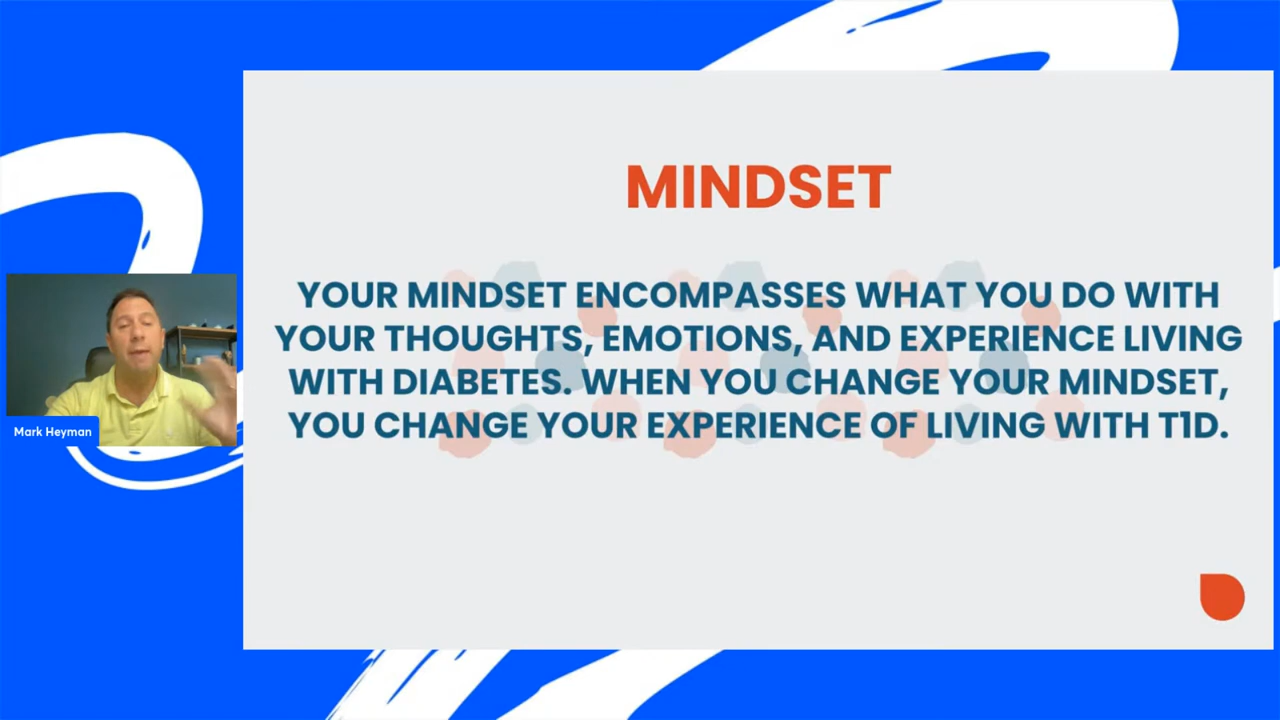 MINDSET
YOUR MINDSET ENCOMPASSES WHAT YOU DO WITH
YOUR THOUGHTS, EMOTIONS, AND EXPERIENCE LIVING
WITH DIABETES. WHEN YOU CHANGE YOUR MINDSET,
YOU CHANGE YOUR EXPERIENCE OF LIVING WITH T1D.
Mark Heyman